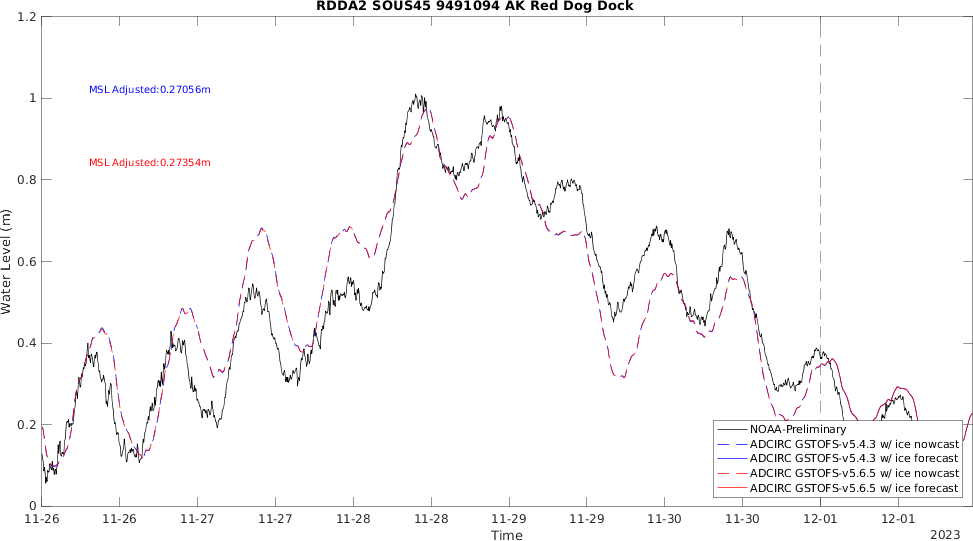 RDDA2 SOUS45 9491094 AK Red Dog Dock
1.2
1
0.8
0.6
0.4
0.2
0
Water Level (m)
MSL Adjusted:0.27056m
MSL Adjusted:0.27354m
NOAA-Preliminary
ADCIRC GSTOFS-v5.4.3 w/ ice nowcast
ADCIRC GSTOFS-v5.4.3 w/ ice forecast
ADCIRC GSTOFS-v5.6.5 w/ ice nowcast
ADCIRC GSTOFS-v5.6.5 w/ ice forecast
11-26 11-26 11-27 11-27 11-28 11-28 11-29 11-29 11-30 11-30 12-01 12-01
Time
2023